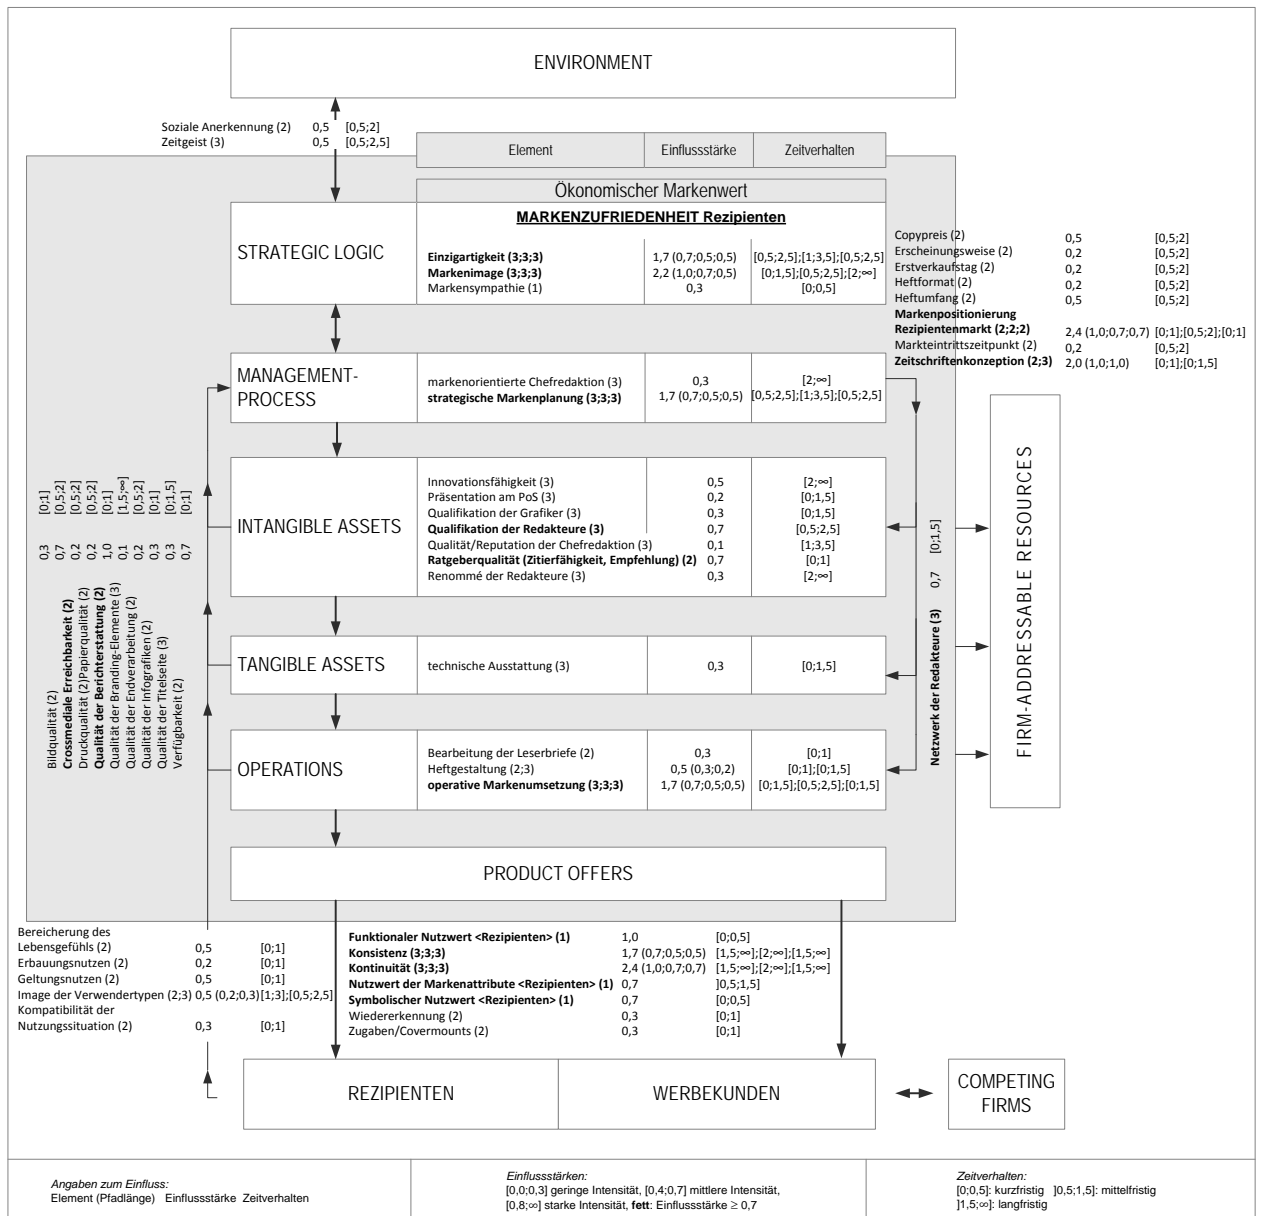 ENVIRONMENT
Soziale Anerkennung (2) 0,5 [0,5;2]
Zeitgeist (3) 0,5 [0,5;2,5]
Element Einflussstärke Zeitverhalten
Ökonomischer Markenwert
MARKENZUFRIEDENHEIT Rezipienten
STRATEGIC LOGIC
Einzigartigkeit (3;3;3) 1,7 (0,7;0,5;0,5) [0,5;2,5];[1;3,5];[0,5;2,5]
Markenimage (3;3;3) 2,2 (1,0;0,7;0,5) [0;1,5];[0,5;2,5];[2;∞]
Markensympathie (1) 0,3 [0;0,5]
Copypreis (2) 0,5 [0,5;2]
Erscheinungsweise (2) 0,2 [0,5;2]
Erstverkaufstag (2) 0,2 [0,5;2]
Heftformat (2) 0,2 [0,5;2]
Heftumfang (2) 0,5 [0,5;2]
Markenpositionierung
Rezipientenmarkt (2;2;2) 2,4 (1,0;0,7;0,7) [0;1];[0,5;2];[0;1]
Markteintrittszeitpunkt (2) 0,2 [0,5;2]
Zeitschriftenkonzeption (2;3) 2,0 (1,0;1,0) [0;1];[0;1,5]
MANAGEMENT-
PROCESS
markenorientierte Chefredaktion (3) 0,3 [2;∞]
strategische Markenplanung (3;3;3) 1,7 (0,7;0,5;0,5) [0,5;2,5];[1;3,5];[0,5;2,5]
INTANGIBLE ASSETS
Innovationsfähigkeit (3) 0,5 [2;∞]
Präsentation am PoS (3) 0,2 [0;1,5]
Qualifikation der Grafiker (3) 0,3 [0;1,5]
Qualifikation der Redakteure (3) 0,7 [0,5;2,5]
Qualität/Reputation der Chefredaktion (3) 0,1 [1;3,5]
Ratgeberqualität (Zitierfähigkeit, Empfehlung) (2) 0,7 [0;1]
Renommé der Redakteure (3) 0,3 [2;∞]
TANGIBLE ASSETS
technische Ausstattung (3) 0,3 [0;1,5]
OPERATIONS
Bearbeitung der Leserbriefe (2) 0,3 [0;1]
Heftgestaltung (2;3) 0,5 (0,3;0,2) [0;1];[0;1,5]
operative Markenumsetzung (3;3;3) 1,7 (0,7;0,5;0,5) [0;1,5];[0,5;2,5];[0;1,5]
Netzwerk der Redakteure (3) 0,7 [0;1,5]
FIRM-ADDRESSABLE RESOURCES
Bildqualität (2) 0,3 [0;1]
Crossmediale Erreichbarkeit (2) 0,7 [0,5;2]
Druckqualität (2)Papierqualität (2) 0,2 [0,5;2] 0,2 [0,5;2]
Qualität der Berichterstattung (2) 1,0 [0;1]
Qualität der Branding-Elemente (3) 0,1 [1,5;∞]
Qualität der Endverarbeitung (2) 0,2 [0,5;2]
Qualität der Infografiken (2) 0,3 [0;1]
Qualität der Titelseite (3) 0,3 [0;1,5]
Verfügbarkeit (2) 0,7 [0;1]
PRODUCT OFFERS
Bereicherung des
Lebensgefühls (2) 0,5 [0;1]
Erbauungsnutzen (2) 0,2 [0;1]
Geltungsnutzen (2) 0,5 [0;1]
Image der Verwendertypen (2;3) 0,5 (0,2;0,3)[1;3];[0,5;2,5]
Kompatibilität der
Nutzungssituation (2) 0,3 [0;1]
Funktionaler Nutzwert <Rezipienten> (1) 1,0 [0;0,5]
Konsistenz (3;3;3) 1,7 (0,7;0,5;0,5) [1,5;∞];[2;∞];[1,5;∞]
Kontinuität (3;3;3) 2,4 (1,0;0,7;0,7) [1,5;∞];[2;∞];[1,5;∞]
Nutzwert der Markenattribute <Rezipienten> (1) 0,7 ]0,5;1,5]
Symbolischer Nutzwert <Rezipienten> (1) 0,7 [0;0,5]
Wiedererkennung (2) 0,3 [0;1]
Zugaben/Covermounts (2) 0,3 [0;1]
REZIPIENTEN WERBEKUNDEN
COMPETING
FIRMS
Angaben zum Einfluss:
Element (Pfadlänge) Einflussstärke Zeitverhalten
Einflussstärken:
[0,0;0,3] geringe Intensität, [0,4;0,7] mittlere Intensität,
[0,8;∞] starke Intensität, fett: Einflussstärke ≥ 0,7
Zeitverhalten:
[0;0,5]: kurzfristig ]0,5;1,5]: mittelfristig
]1,5;∞]: langfristig